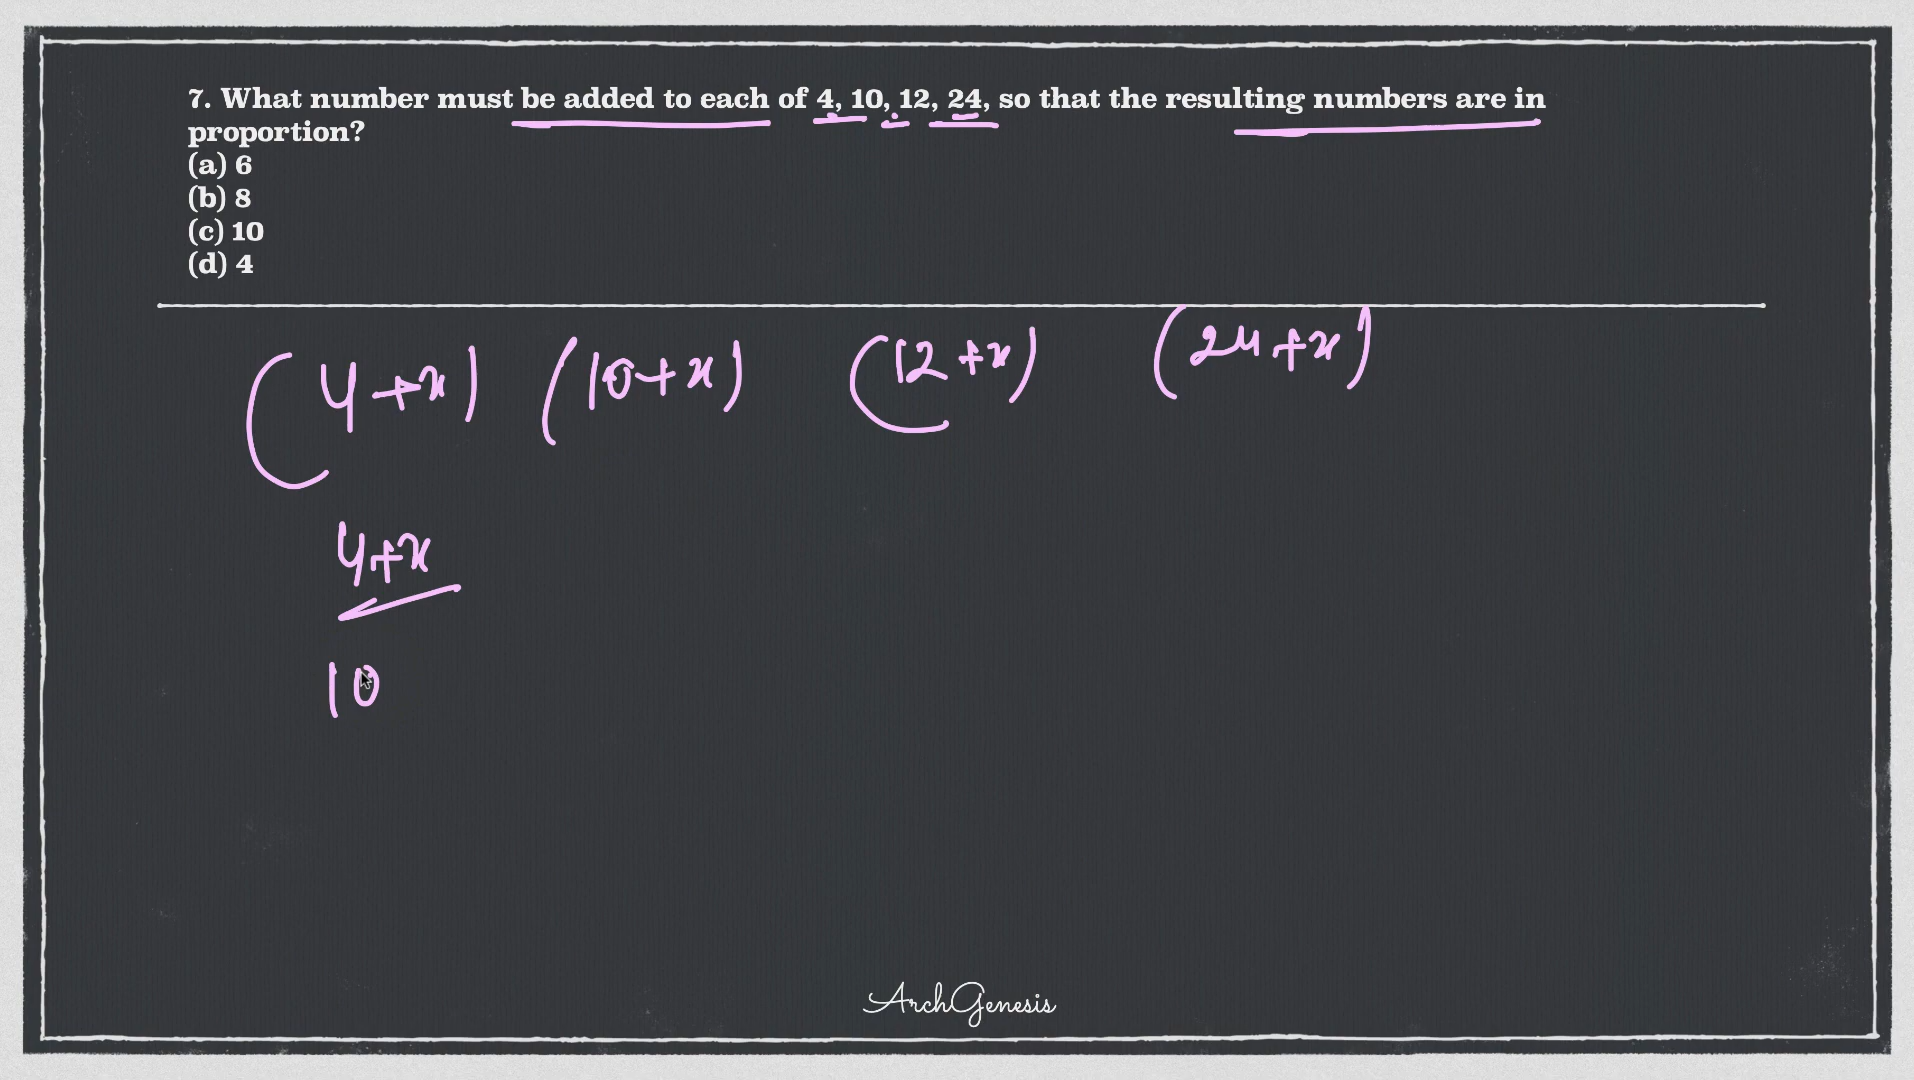 7. What number must be added to each of 4, 10, 12, 24, so that the resulting numbers are in
proportion?
(a) 6
(b) 8
(c) 10
(d) 4
(4+x) (10+x) (12+x) (24+x)
4+x
10
ArchGenesis